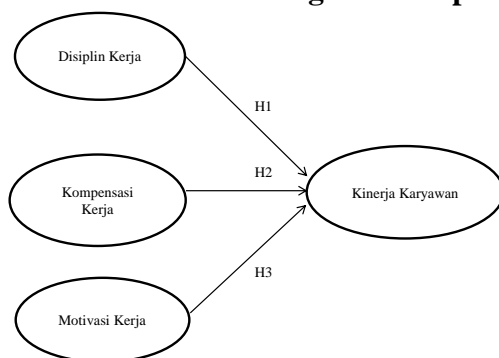 Disiplin Kerja
H1
H2
Kompensasi
Kerja
Kinerja Karyawan
H3
Motivasi Kerja